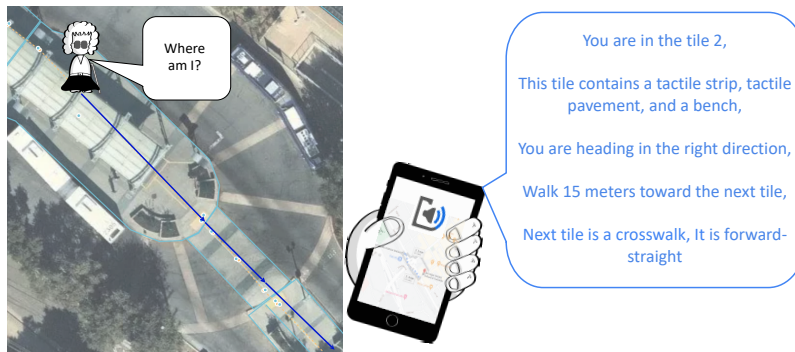 Where
am I?
You are in the tile 2,
This tile contains a tactile strip, tactile
pavement, and a bench,
You are heading in the right direction,
Walk 15 meters toward the next tile,
Next tile is a crosswalk, It is forward-
straight